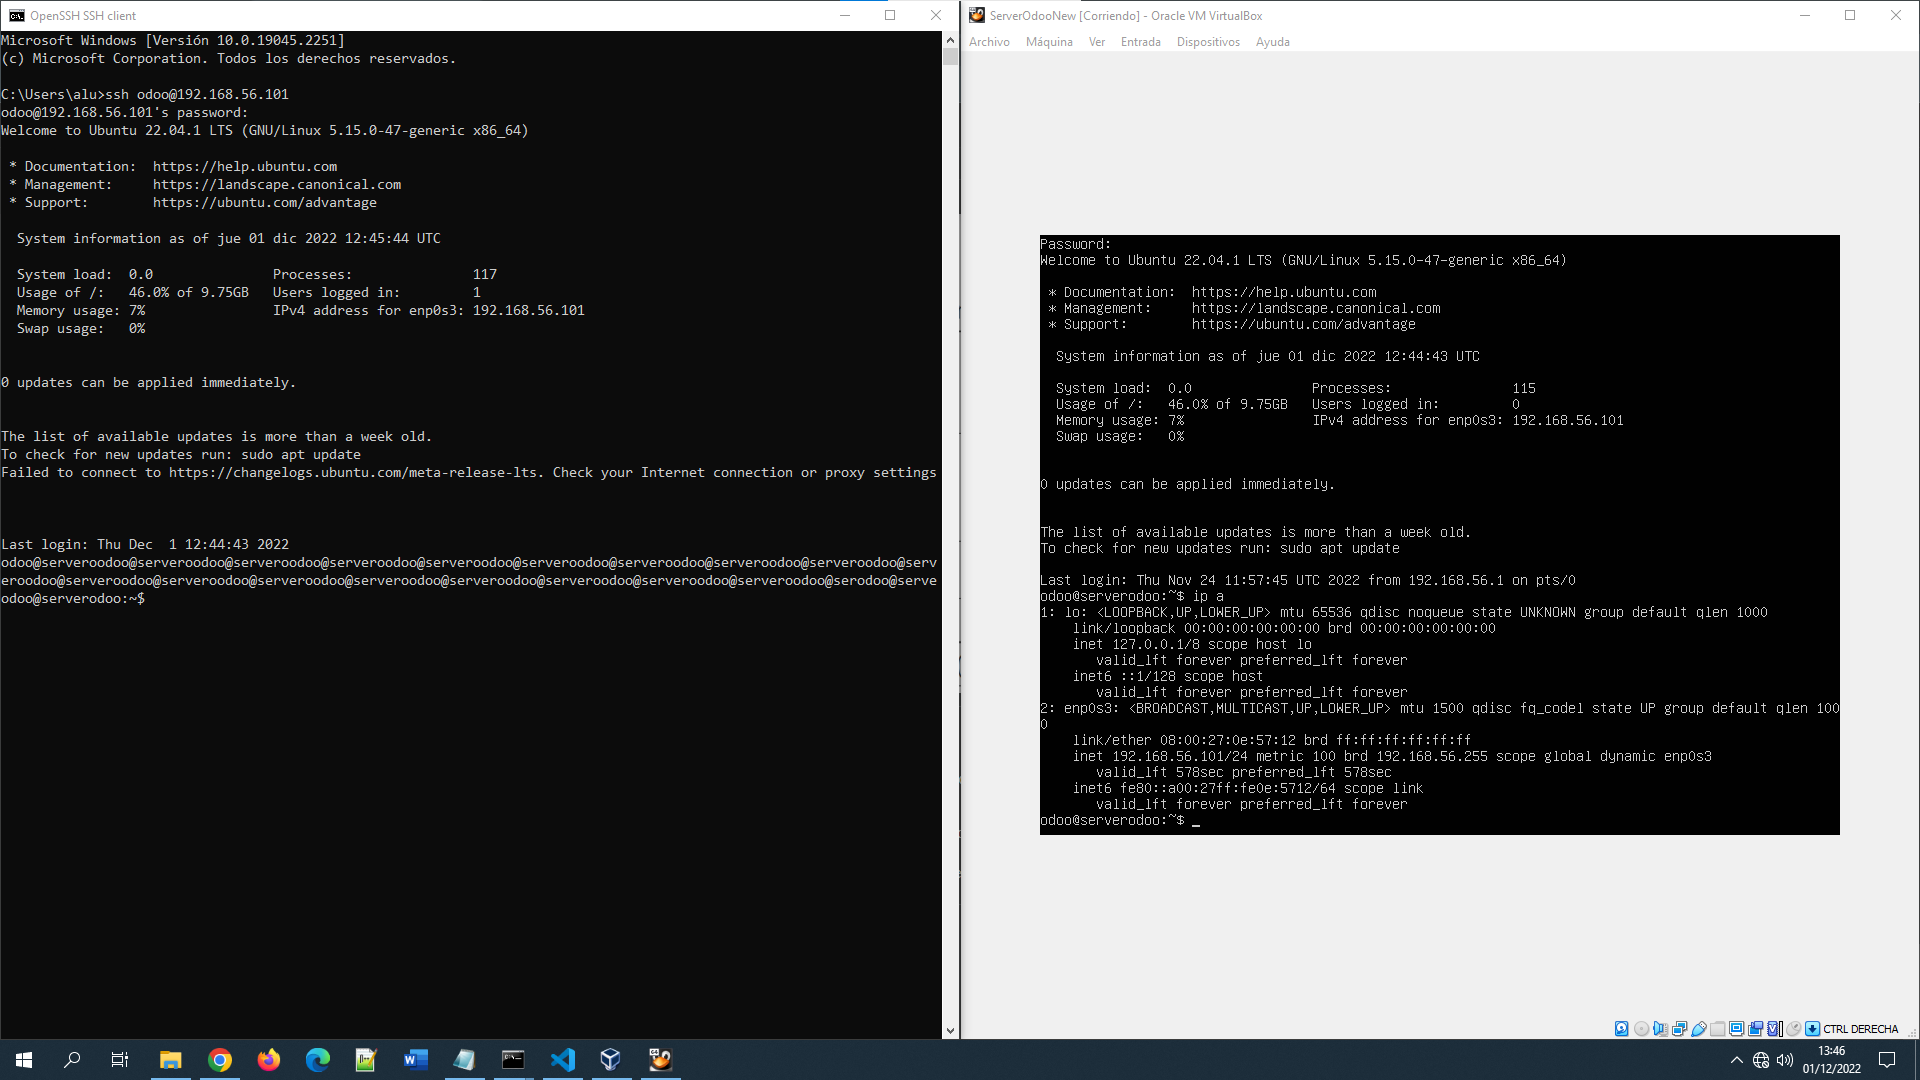 OpenSSH SSH client
Microsoft Windows [Versión 10.0.19045.2251]
(c) Microsoft Corporation. Todos los derechos reservados.
C:\Users\alu>ssh odoo@192.168.56.101
odoo@192.168.56.101's password:
Welcome to Ubuntu 22.04.1 LTS (GNU/Linux 5.15.0-47-generic x86_64)
* Documentation:  https://help.ubuntu.com
* Management:     https://landscape.canonical.com
* Support:        https://ubuntu.com/advantage
System information as of jue 01 dic 2022 12:45:44 UTC
System load:  0.0               Processes:               117
Usage of /:   46.0% of 9.75GB   Users logged in:         1
Memory usage: 7%                IPv4 address for enp0s3: 192.168.56.101
Swap usage:   0%
0 updates can be applied immediately.
The list of available updates is more than a week old.
To check for new updates run: sudo apt update
Failed to connect to https://changelogs.ubuntu.com/meta-release-lts. Check your Internet connection or proxy settings
Last login: Thu Dec  1 12:44:43 2022
odoo@serveroodoo@serveroodoo@serveroodoo@serveroodoo@serveroodoo@serveroodoo@serveroodoo@serveroodoo@serveroodoo@serv
eroodoo@serveroodoo@serveroodoo@serveroodoo@serveroodoo@serveroodoo@serveroodoo@serveroodoo@serveroodoo@serodoo@serve
odoo@serverodoo:~$
ServerOdooNew [Corriendo] - Oracle VM VirtualBox
Archivo Máquina Ver Entrada Dispositivos Ayuda
Password:
Welcome to Ubuntu 22.04.1 LTS (GNU/Linux 5.15.0-47-generic x86_64)
* Documentation:  https://help.ubuntu.com
* Management:     https://landscape.canonical.com
* Support:        https://ubuntu.com/advantage
System information as of jue 01 dic 2022 12:44:43 UTC
System load:  0.0               Processes:               115
Usage of /:   46.0% of 9.75GB   Users logged in:         0
Memory usage: 7%                IPv4 address for enp0s3: 192.168.56.101
Swap usage:   0%
0 updates can be applied immediately.
The list of available updates is more than a week old.
To check for new updates run: sudo apt update
Last login: Thu Nov 24 11:57:45 UTC 2022 from 192.168.56.1 on pts/0
odoo@serverodoo:~$ ip a
1: lo: <LOOPBACK,UP,LOWER_UP> mtu 65536 qdisc noqueue state UNKNOWN group default qlen 1000
link/loopback 00:00:00:00:00:00 brd 00:00:00:00:00:00
inet 127.0.0.1/8 scope host lo
valid_lft forever preferred_lft forever
inet6 ::1/128 scope host
valid_lft forever preferred_lft forever
2: enp0s3: <BROADCAST,MULTICAST,UP,LOWER_UP> mtu 1500 qdisc fq_codel state UP group default qlen 100
0
link/ether 08:00:27:0e:57:12 brd ff:ff:ff:ff:ff:ff
inet 192.168.56.101/24 metric 100 brd 192.168.56.255 scope global dynamic enp0s3
valid_lft 578sec preferred_lft 578sec
inet6 fe80::a00:27ff:fe0e:5712/64 scope link
valid_lft forever preferred_lft forever
odoo@serverodoo:~$ _
CTRL DERECHA
13:46
01/12/2022